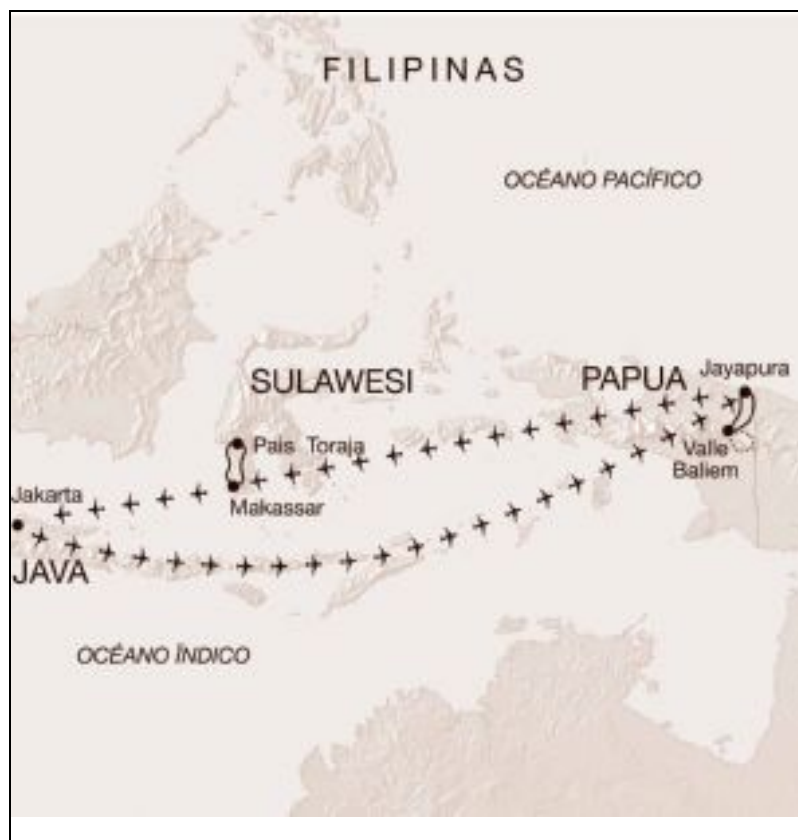 FILIPINAS
OCÉANO PACÍFICO
SULAWESI
PAPUA
Jayapura
Pais Toraja
Valle
Baliem
Jakarta
Makassar
JAVA
OCÉANO ÍNDICO